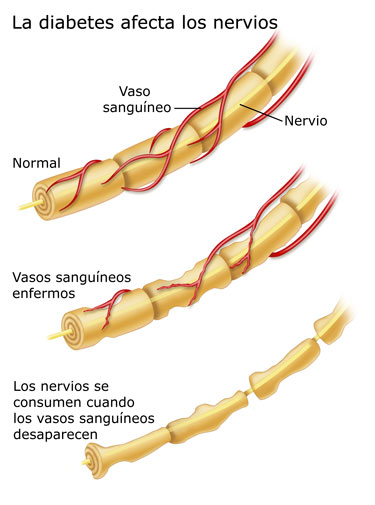 La diabetes afecta los nervios
Vaso
sanguíneo
Nervio
Normal
Vasos sanguíneos
enfermos
Los nervios se
consumen cuando
los vasos sanguíneos
desaparecen